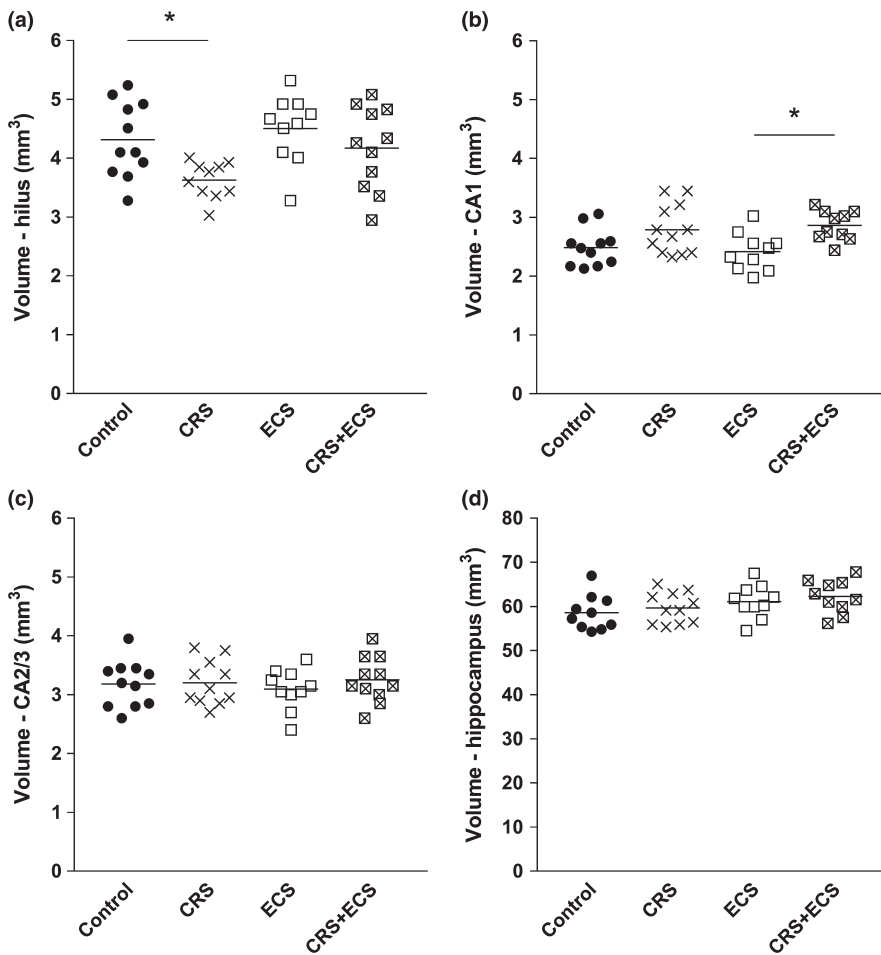 (a)
*
Volume - hilus (mm³)
6
5
4
3
2
1
0
Control
CRS
ECS
CRS+ECS
(b)
*
Volume - CA1 (mm³)
6
5
4
3
2
1
0
Control
CRS
ECS
CRS+ECS
(c)
Volume - CA2/3 (mm³)
6
5
4
3
2
1
0
Control
CRS
ECS
CRS+ECS
(d)
Volume - hippocampus (mm³)
80
70
60
50
40
30
20
10
0
Control
CRS
ECS
CRS+ECS